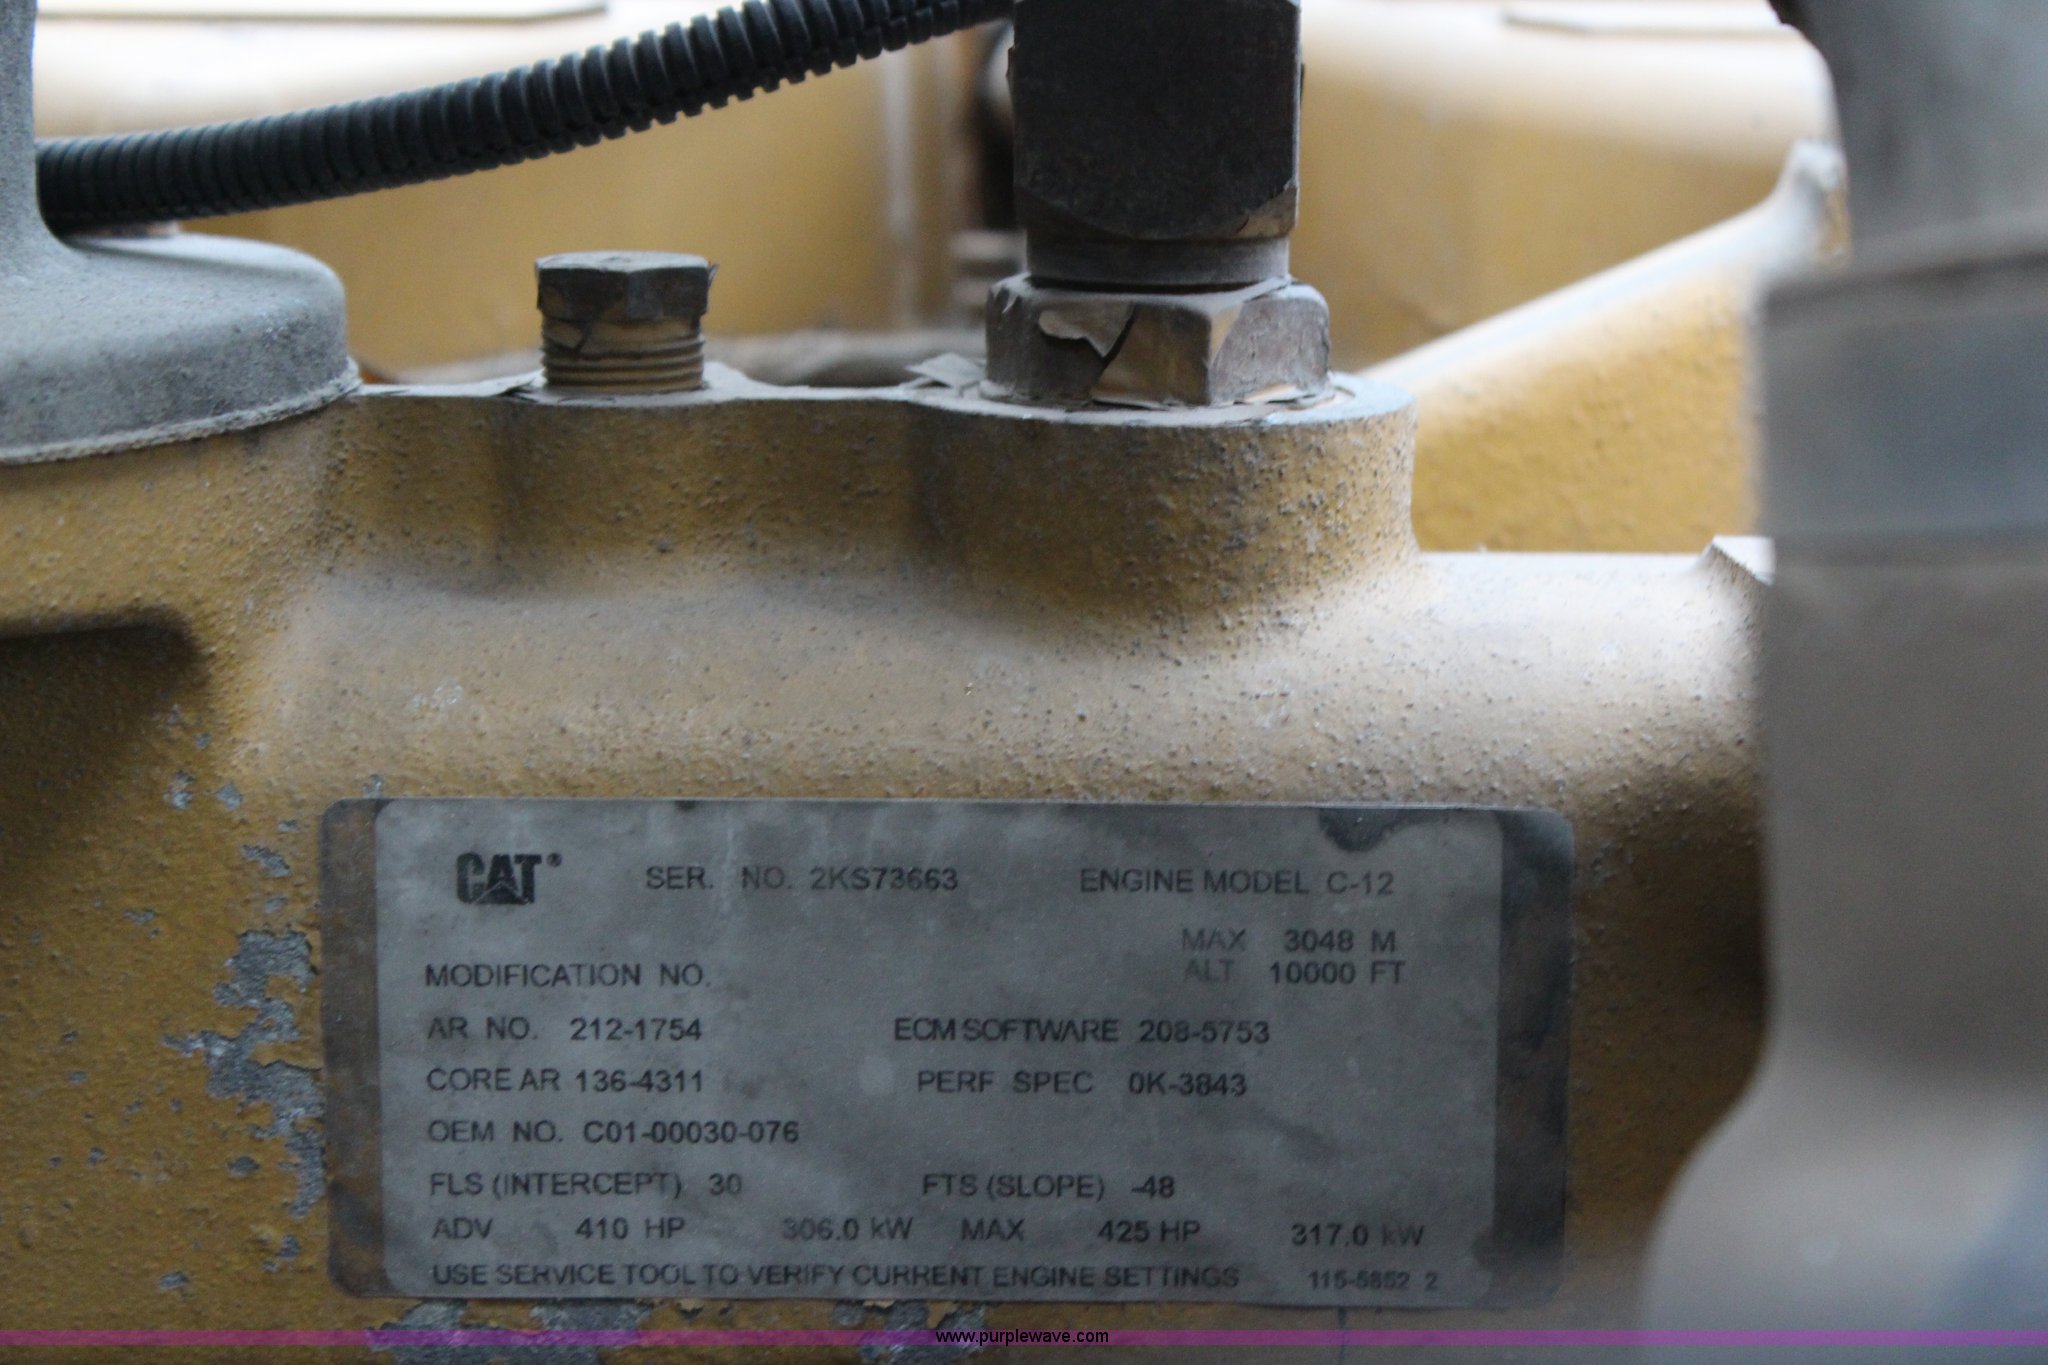 CAT® SER. NO. 2KS73663 ENGINE MODEL C-12
MAX 3048 M
MODIFICATION NO. ALT 10000 FT
AR NO. 212-1754 ECM SOFTWARE 208-5753
CORE AR 136-4311 PERF SPEC 0K-3843
OEM NO. C01-00030-076
FLS (INTERCEPT) 30 FTS (SLOPE) -48
ADV 410 HP 306.0 kW MAX 425 HP 317.0 kW
USE SERVICE TOOL TO VERIFY CURRENT ENGINE SETTINGS 115-5852 2
www.purplewave.com